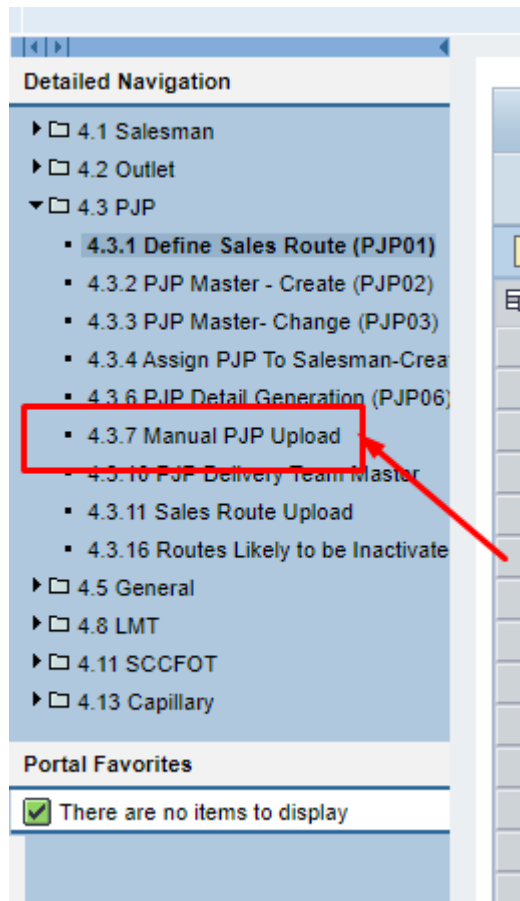 Detailed Navigation
4.1 Salesman
4.2 Outlet
4.3 PJP
4.3.1 Define Sales Route (PJP01)
4.3.2 PJP Master - Create (PJP02)
4.3.3 PJP Master- Change (PJP03)
4.3.4 Assign PJP To Salesman-Crea
4.3.6 PJP Detail Generation (PJP06)
4.3.7 Manual PJP Upload
4.3.10 PJP Delivery Team Master
4.3.11 Sales Route Upload
4.3.16 Routes Likely to be Inactivate
4.5 General
4.8 LMT
4.11 SCCFOT
4.13 Capillary
Portal Favorites
There are no items to display